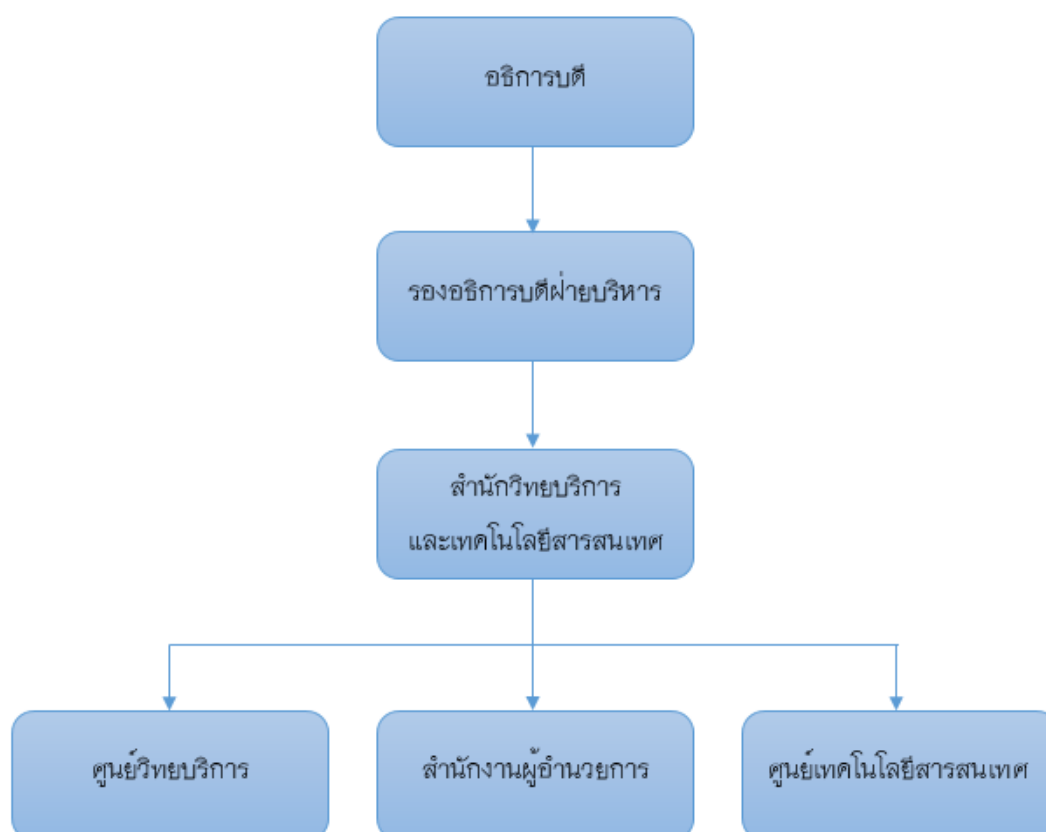 อธิการบดี
รองอธิการบดีฝ่ายบริหาร
สำนักวิทยบริการ
และเทคโนโลยีสารสนเทศ
ศูนย์วิทยบริการ
สำนักงานผู้อำนวยการ
ศูนย์เทคโนโลยีสารสนเทศ